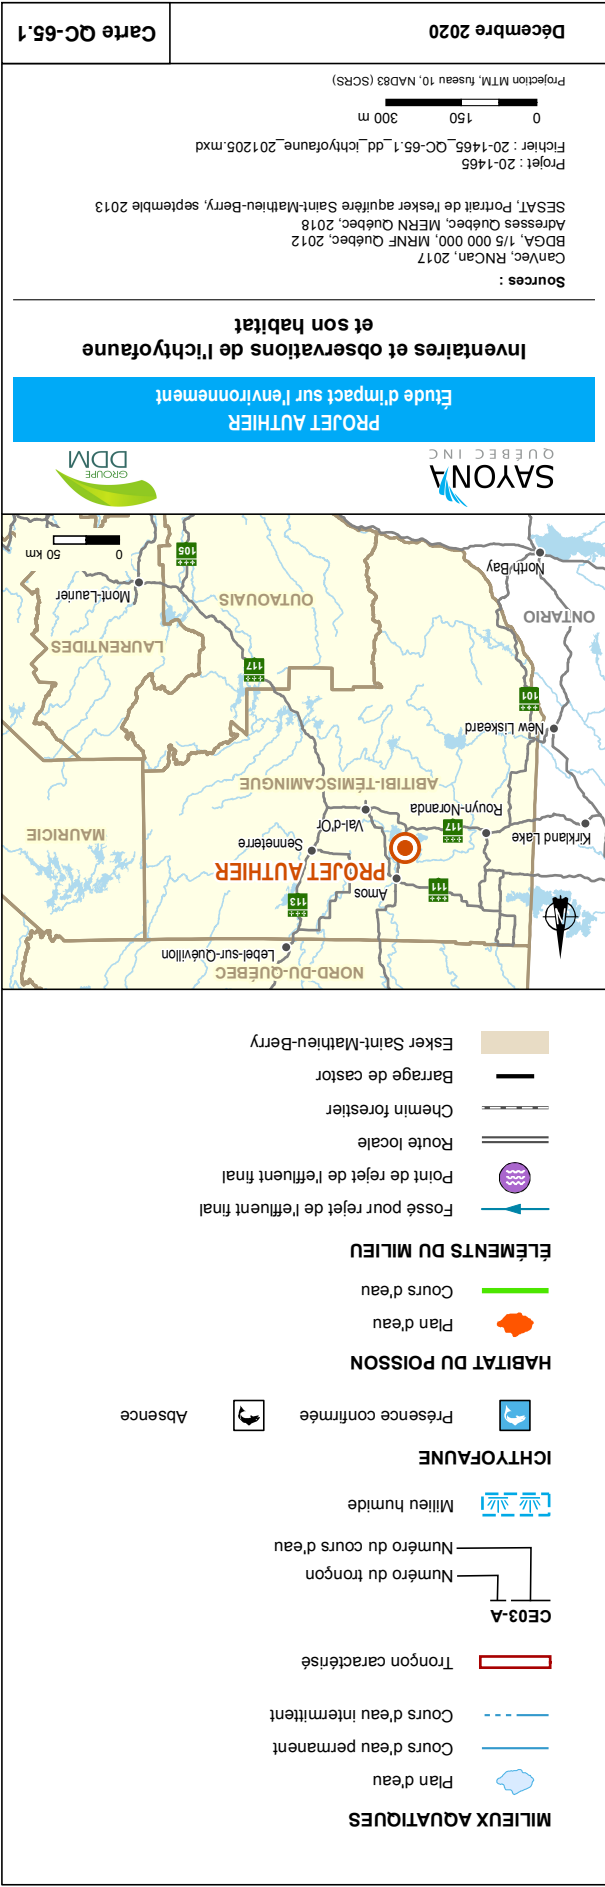 MILIEUX AQUATIQUES
Plan d'eau
Cours d'eau permanent
Cours d'eau intermittent
Tronçon caractérisé
CE03-A
Numéro du tronçon
Numéro du cours d'eau
Milieu humide
ICHTYOFAUNE
Présence confirmée
Absence
HABITAT DU POISSON
Plan d'eau
Cours d'eau
ÉLÉMENTS DU MILIEU
Fossé pour rejet de l'effluent final
Point de rejet de l'effluent final
Route locale
Chemin forestier
Barrage de castor
Esker Saint-Mathieu-Berry
NORD-DU-QUÉBEC
Lebel-sur-Quévillon
113
111
Amos
PROJET AUTHIER
Senneterre
Kirkland Lake
117
Rouyn-Noranda
Val-d'Or
MAURICIE
ABITIBI-TÉMISCAMINGUE
New Liskeard
101
117
LAURENTIDES
ONTARIO
OUTAOUAIS
Mont-Laurier
North Bay
105
0 50 km
SAYONA
QUÉBEC INC
GROUPE
DDM
PROJET AUTHIER
Étude d'impact sur l'environnement
Inventaires et observations de l'ichtyofaune
et son habitat
Sources :
CanVec, RNCan, 2017
BDGA, 1/5 000 000, MRNF Québec, 2012
Adresses Québec, MERN Québec, 2018
SESAT, Portrait de l'esker aquifère Saint-Mathieu-Berry, septembre 2013
Projet : 20-1465
Fichier : 20-1465_QC-65.1_dd_ichtyofaune_201205.mxd
0 150 300 m
Projection MTM, fuseau 10, NAD83 (SCRS)
Décembre 2020
Carte QC-65.1